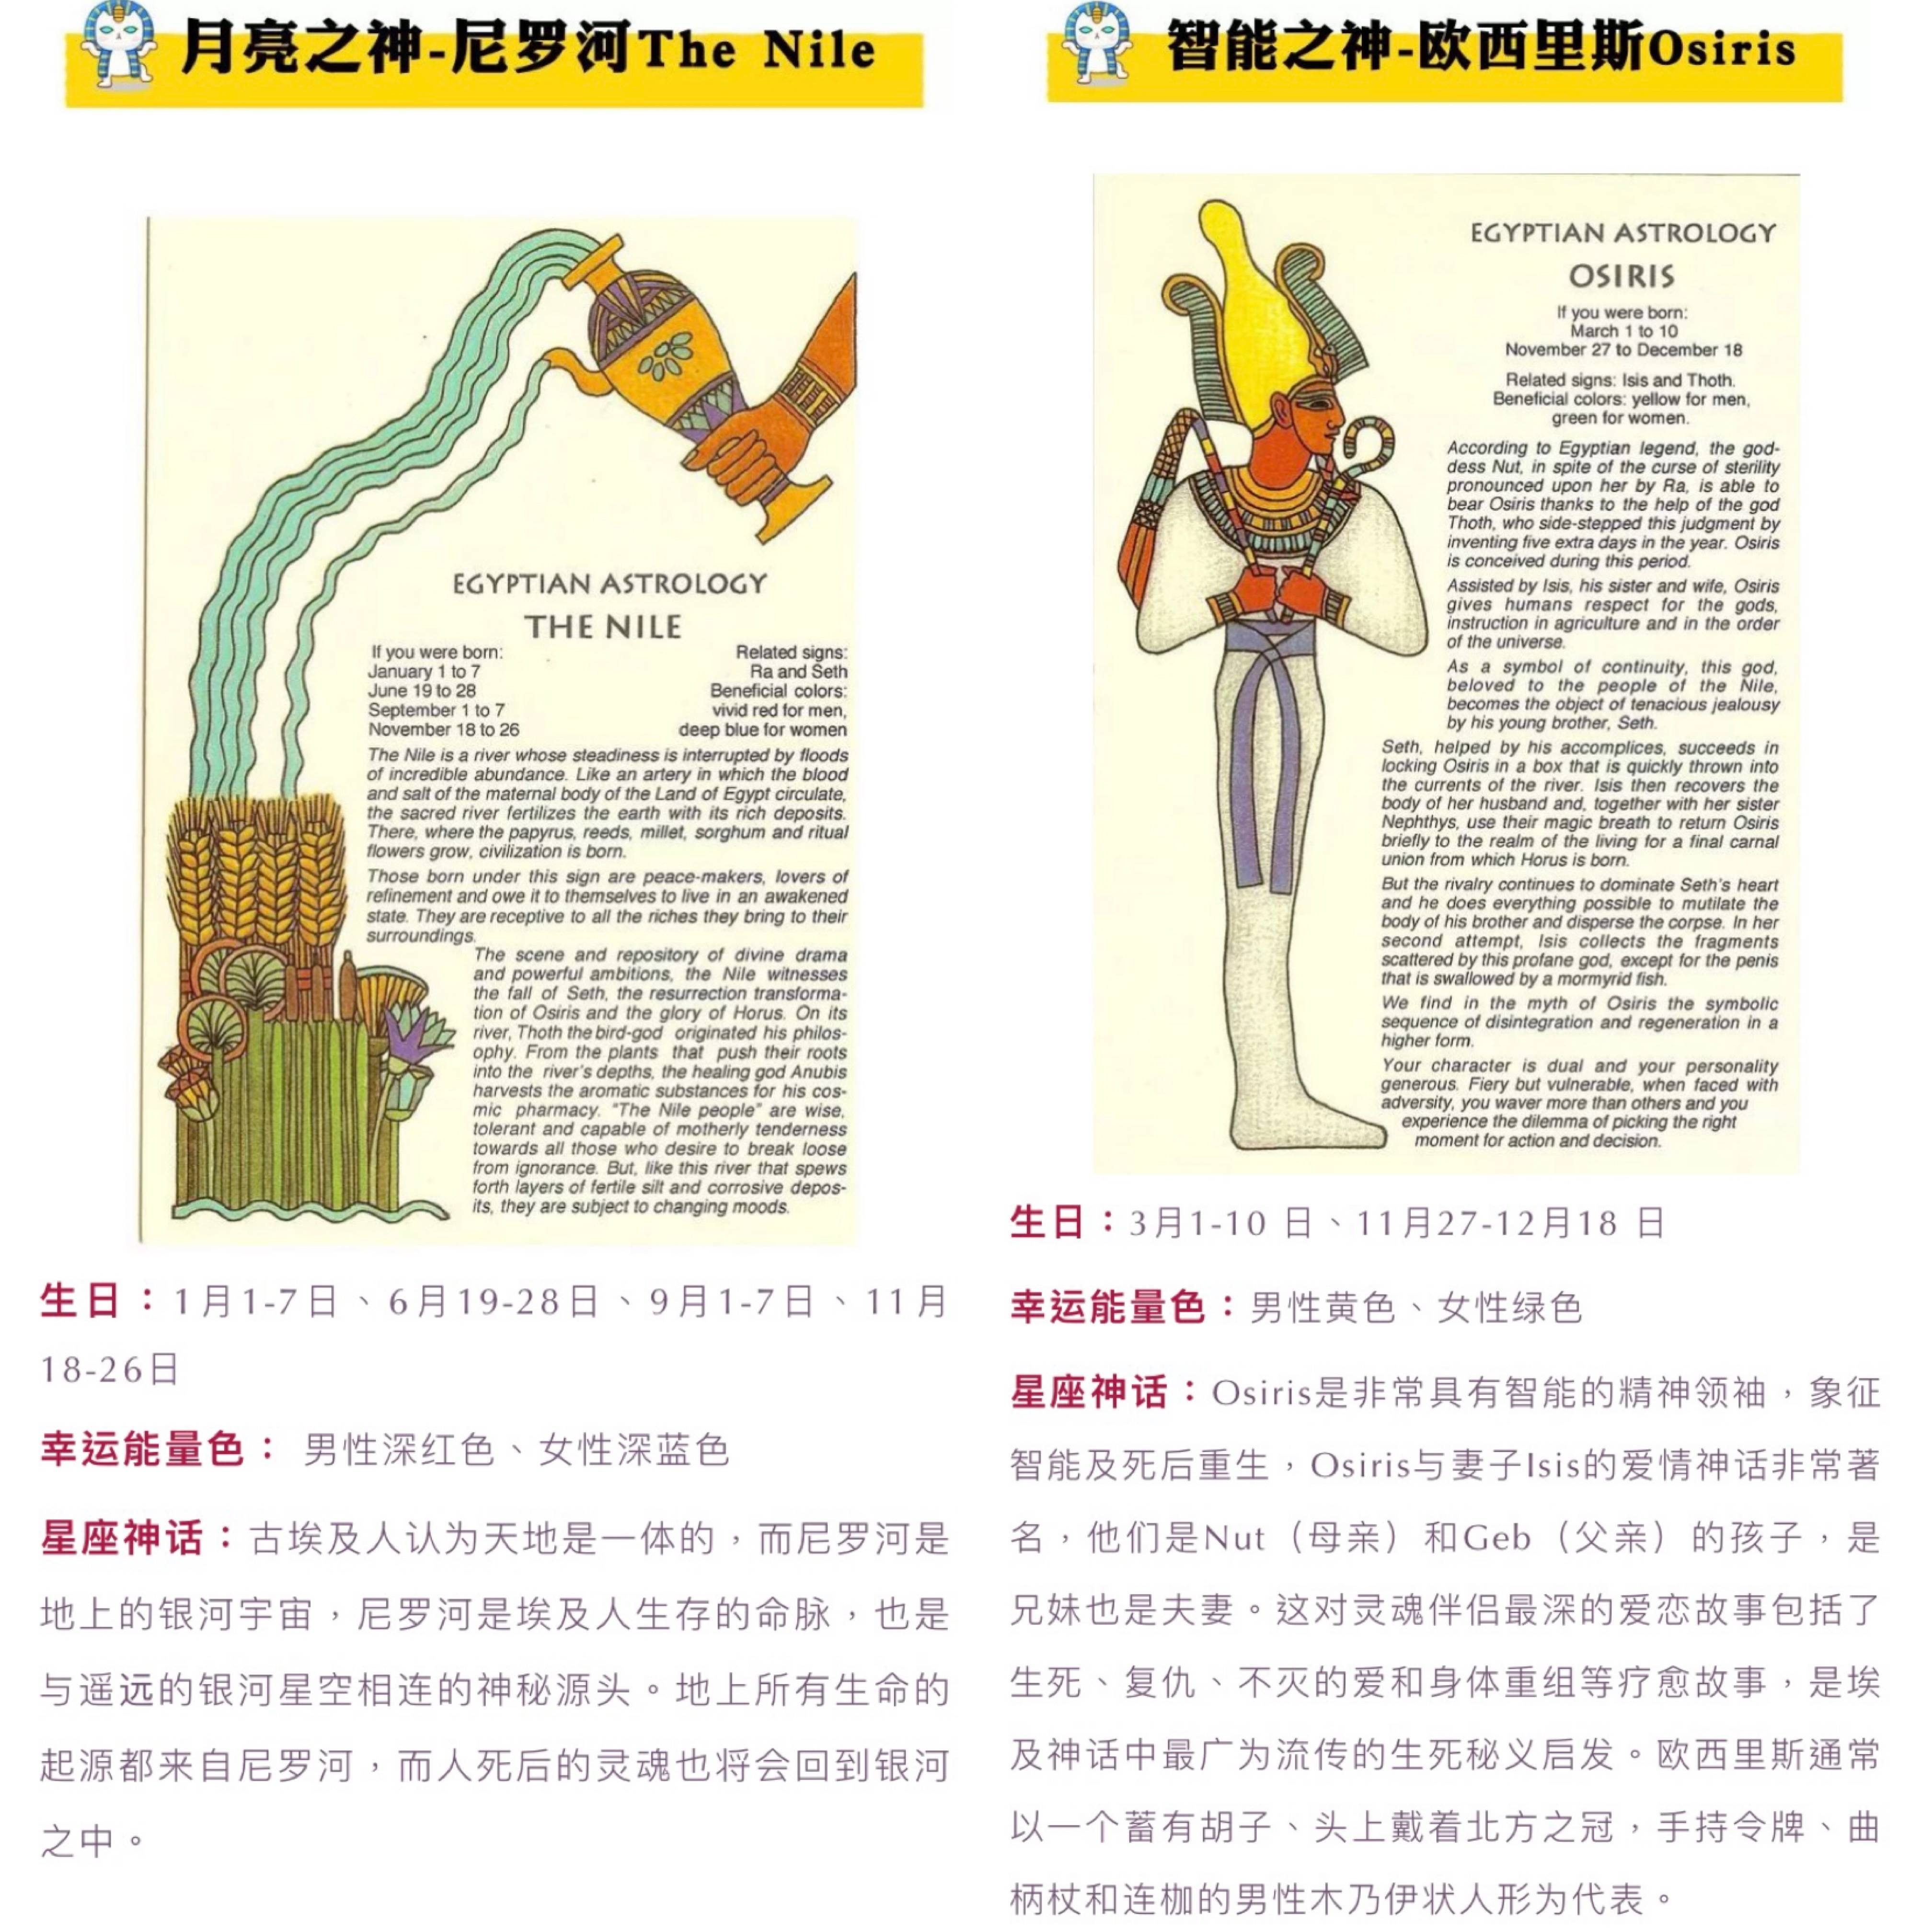 月亮之神-尼罗河The Nile
EGYPTIAN ASTROLOGY
THE NILE
If you were born:
January 1 to 7
June 19 to 28
September 1 to 7
November 18 to 26
Related signs:
Ra and Seth
Beneficial colors:
vivid red for men,
deep blue for women
The Nile is a river whose steadiness is interrupted by floods
of incredible abundance. Like an artery in which the blood
and salt of the maternal body of the Land of Egypt circulate,
the sacred river fertilizes the earth with its rich deposits.
There, where the papyrus, reeds, millet, sorghum and ritual
flowers grow, civilization is born.
Those born under this sign are peace-makers, lovers of
refinement and owe it to themselves to live in an awakened
state. They are receptive to all the riches they bring to their
surroundings.
The scene and repository of divine drama
and powerful ambitions, the Nile witnesses
the fall of Seth, the resurrection transforma-
tion of Osiris and the glory of Horus. On its
river, Thoth the bird-god originated his philos-
ophy. From the plants that push their roots
into the river's depths, the healing god Anubis
harvests the aromatic substances for his cos-
mic pharmacy. "The Nile people" are wise,
tolerant and capable of motherly tenderness
towards all those who desire to break loose
from ignorance. But, like this river that spews
forth layers of fertile silt and corrosive depos-
its, they are subject to changing moods.
生日：1月1-7日、6月19-28日、9月1-7日、11月
18-26日
幸运能量色： 男性深红色、女性深蓝色
星座神话：古埃及人认为天地是一体的，而尼罗河是
地上的银河宇宙，尼罗河是埃及人生存的命脉，也是
与遥远的银河星空相连的神秘源头。地上所有生命的
起源都来自尼罗河，而人死后的灵魂也将会回到银河
之中。
智能之神-欧西里斯Osiris
EGYPTIAN ASTROLOGY
OSIRIS
If you were born:
March 1 to 10
November 27 to December 18
Related signs: Isis and Thoth.
Beneficial colors: yellow for men,
green for women.
According to Egyptian legend, the god-
dess Nut, in spite of the curse of sterility
pronounced upon her by Ra, is able to
bear Osiris thanks to the help of the god
Thoth, who side-stepped this judgment by
inventing five extra days in the year. Osiris
is conceived during this period.
Assisted by Isis, his sister and wife, Osiris
gives humans respect for the gods,
instruction in agriculture and in the order
of the universe.
As a symbol of continuity, this god,
beloved to the people of the Nile,
becomes the object of tenacious jealousy
by his young brother, Seth.
Seth, helped by his accomplices, succeeds in
locking Osiris in a box that is quickly thrown into
the currents of the river. Isis then recovers the
body of her husband and, together with her sister
Nephthys, use their magic breath to return Osiris
briefly to the realm of the living for a final carnal
union from which Horus is born.
But the rivalry continues to dominate Seth's heart
and he does everything possible to mutilate the
body of his brother and disperse the corpse. In her
second attempt, Isis collects the fragments
scattered by this profane god, except for the penis
that is swallowed by a mormyrid fish.
We find in the myth of Osiris the symbolic
sequence of disintegration and regeneration in a
higher form.
Your character is dual and your personality
generous. Fiery but vulnerable, when faced with
adversity, you waver more than others and you
experience the dilemma of picking the right
moment for action and decision.
生日：3月1-10 日、11月27-12月18 日
幸运能量色：男性黄色、女性绿色
星座神话：Osiris是非常具有智能的精神领袖，象征
智能及死后重生，Osiris与妻子Isis的爱情神话非常著
名，他们是Nut（母亲）和Geb（父亲）的孩子，是
兄妹也是夫妻。这对灵魂伴侣最深的爱恋故事包括了
生死、复仇、不灭的爱和身体重组等疗愈故事，是埃
及神话中最广为流传的生死秘义启发。欧西里斯通常
以一个蓄有胡子、头上戴着北方之冠，手持令牌、曲
柄杖和连枷的男性木乃伊状人形为代表。